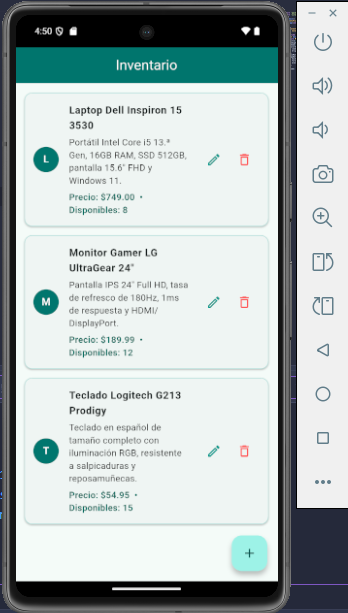 4:50
Inventario
Laptop Dell Inspiron 15
3530
Portátil Intel Core i5 13.ª
Gen, 16GB RAM, SSD 512GB,
pantalla 15.6" FHD y
Windows 11.
L
Precio: $749.00 •
Disponibles: 8
Monitor Gamer LG
UltraGear 24"
Pantalla IPS 24" Full HD, tasa
de refresco de 180Hz, 1ms
de respuesta y HDMI/
DisplayPort.
M
Precio: $189.99 •
Disponibles: 12
Teclado Logitech G213
Prodigy
Teclado en español de
tamaño completo con
iluminación RGB, resistente
a salpicaduras y
reposamuñecas.
T
Precio: $54.95 •
Disponibles: 15
+